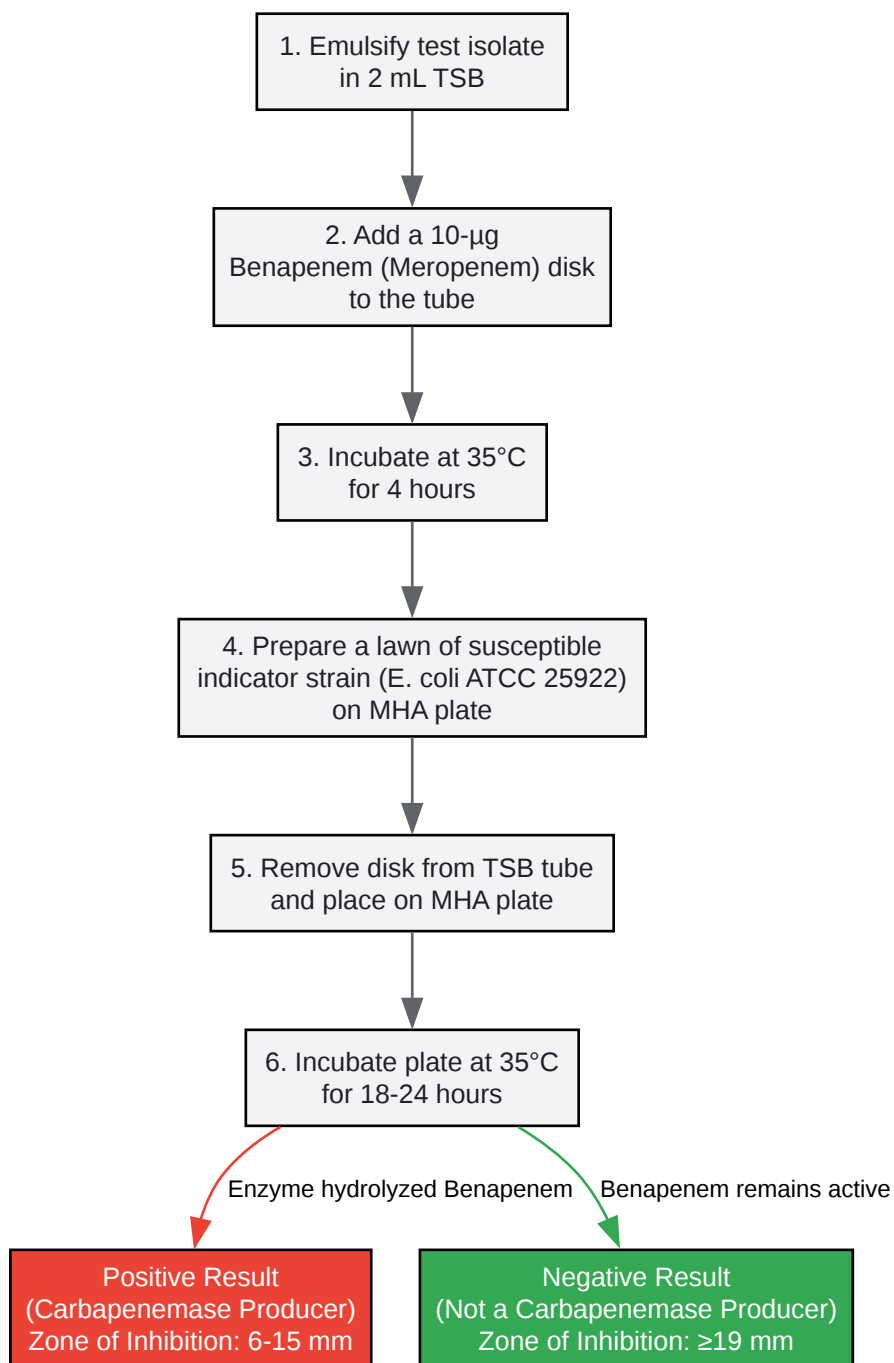 1. Emulsify test isolate
in 2 mL TSB
2. Add a 10-µg
Benapenem (Meropenem) disk
to the tube
3. Incubate at 35°C
for 4 hours
4. Prepare a lawn of susceptible
indicator strain (E. coli ATCC 25922)
on MHA plate
5. Remove disk from TSB tube
and place on MHA plate
6. Incubate plate at 35°C
for 18-24 hours
Enzyme hydrolyzed Benapenem
Benapenem remains active
Positive Result
(Carbapenemase Producer)
Zone of Inhibition: 6-15 mm
Negative Result
(Not a Carbapenemase Producer)
Zone of Inhibition: ≥19 mm